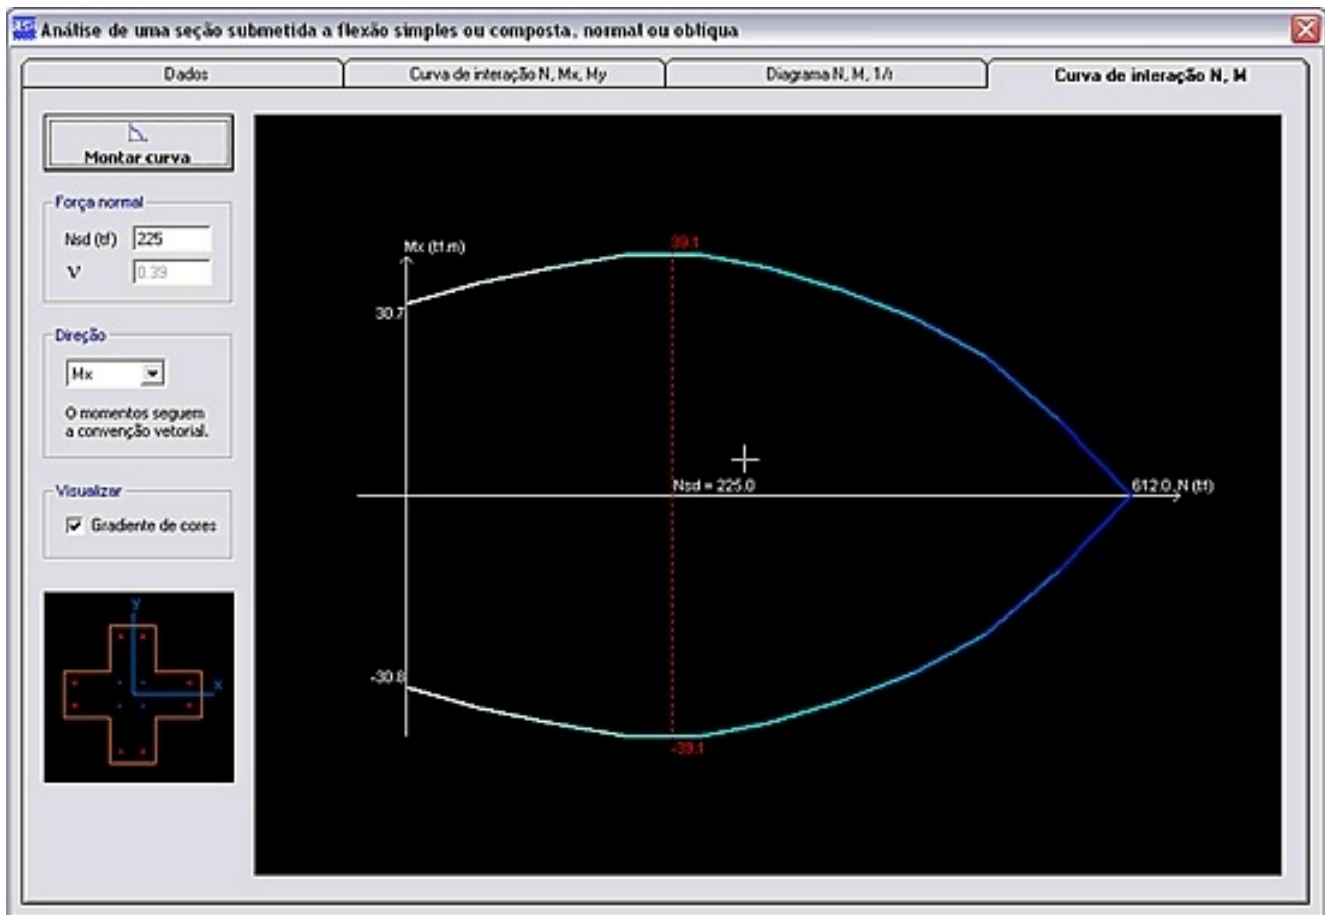 Análise de uma seção submetida a flexão simples ou composta, normal ou oblíqua
Dados
Curva de interação N, Mx, My
Diagrama N, M, 1/r
Curva de interação N, M
Montar curva
Força normal
Nsd (tf) 225
ν 0.39
Direção
Mx
O momentos seguem
a convenção vetorial.
Visualizar
Gradiente de cores
y
x
Mx (tf.m)
39.1
30.7
Nsd = 225.0
612.0 N (tf)
-30.8
-39.1